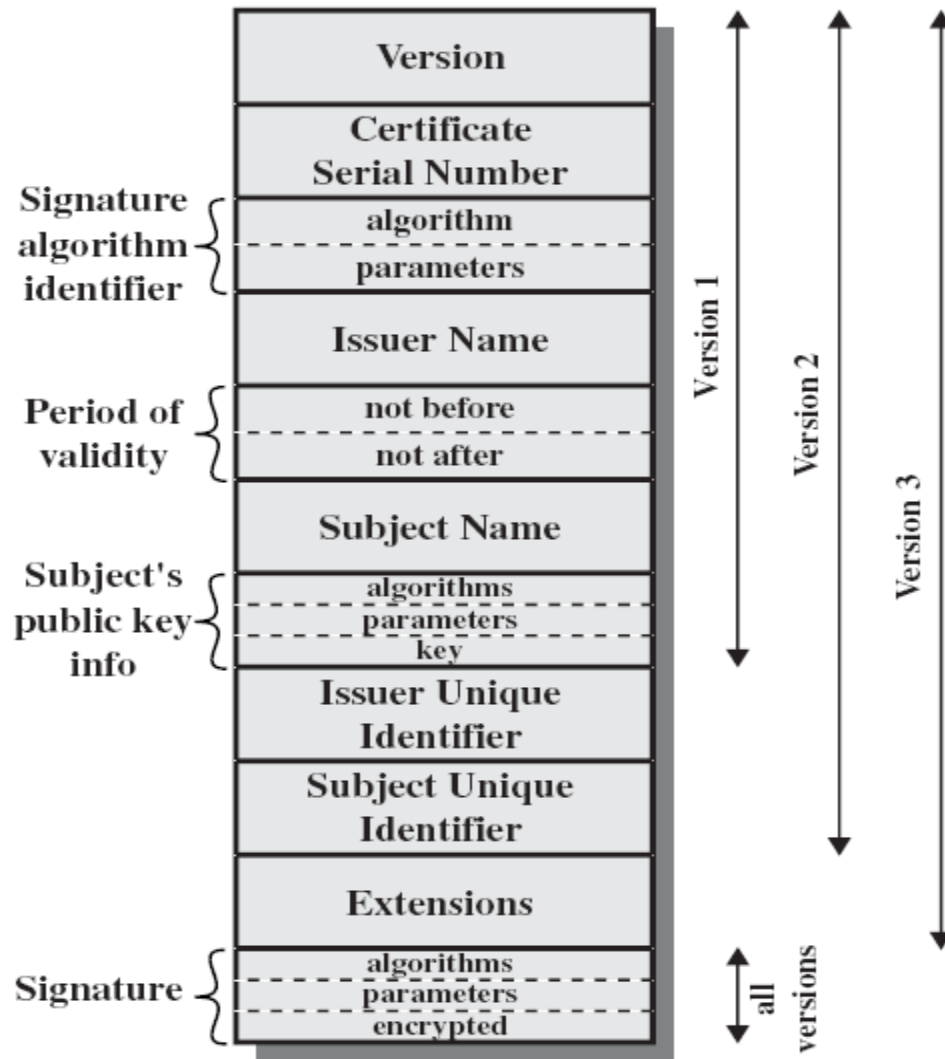 Version
Certificate
Serial Number
Signature
algorithm
identifier
algorithm
parameters
Issuer Name
Period of
validity
not before
not after
Subject Name
Subject's
public key
info
algorithms
parameters
key
Issuer Unique
Identifier
Subject Unique
Identifier
Extensions
Signature
algorithms
parameters
encrypted
Version 1
Version 2
Version 3
all
versions